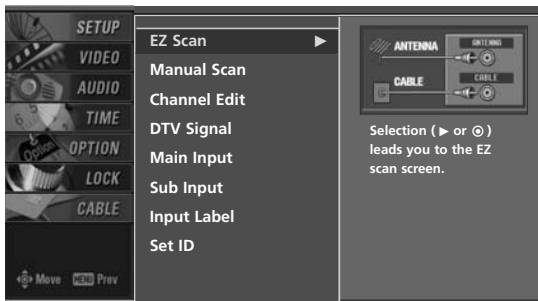 SETUP
VIDEO
AUDIO
TIME
OPTION
LOCK
CABLE
Move MENU Prev
EZ Scan ▶
Manual Scan
Channel Edit
DTV Signal
Main Input
Sub Input
Input Label
Set ID
ANTENNA
ANTENNA
CABLE
CABLE
Selection ( ▶ or ⊙ )
leads you to the EZ
scan screen.